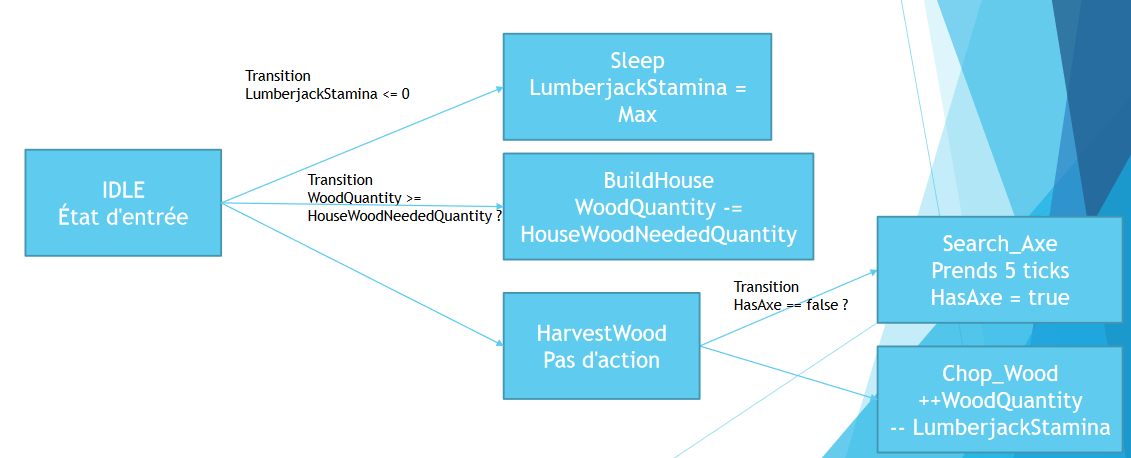 Transition
LumberjackStamina <= 0
Sleep
LumberjackStamina =
Max
IDLE
État d'entrée
Transition
WoodQuantity >=
HouseWoodNeededQuantity ?
BuildHouse
WoodQuantity -=
HouseWoodNeededQuantity
HarvestWood
Pas d'action
Transition
HasAxe == false ?
Search_Axe
Prends 5 ticks
HasAxe = true
Chop_Wood
++WoodQuantity
-- LumberjackStamina